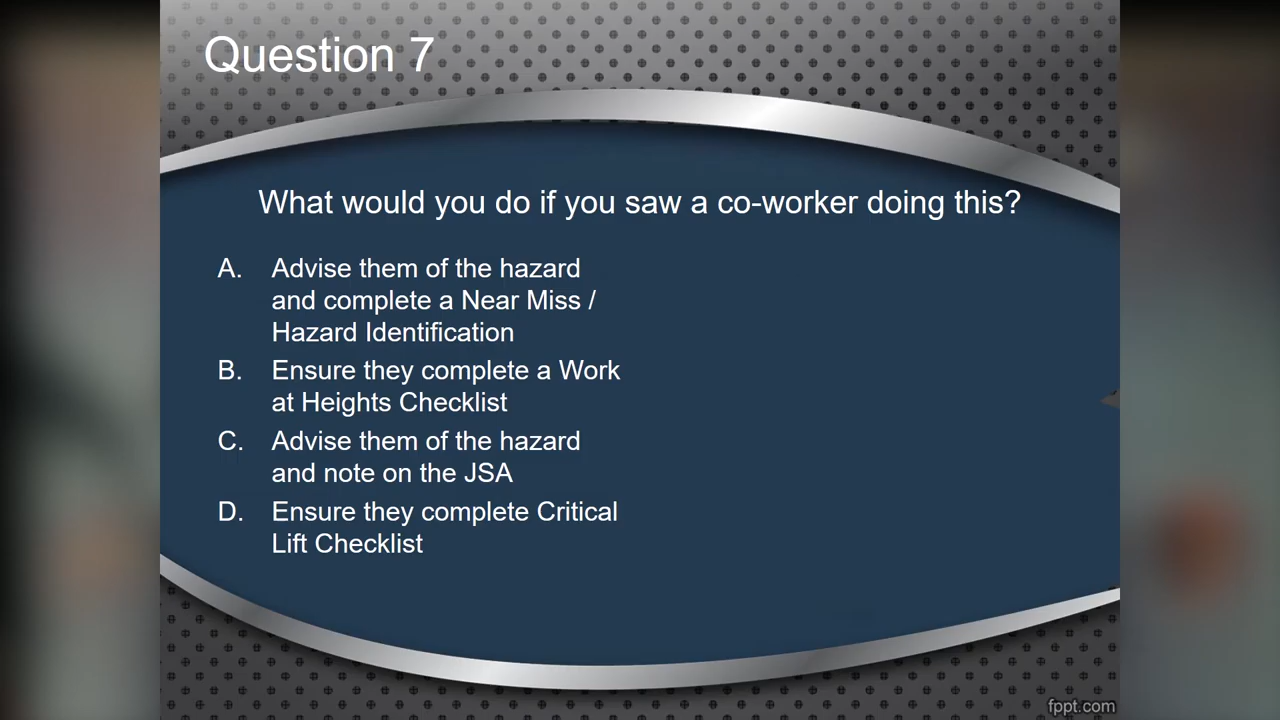 Question 7
What would you do if you saw a co-worker doing this?
A. Advise them of the hazard
and complete a Near Miss /
Hazard Identification
B. Ensure they complete a Work
at Heights Checklist
C. Advise them of the hazard
and note on the JSA
D. Ensure they complete Critical
Lift Checklist
fppt.com